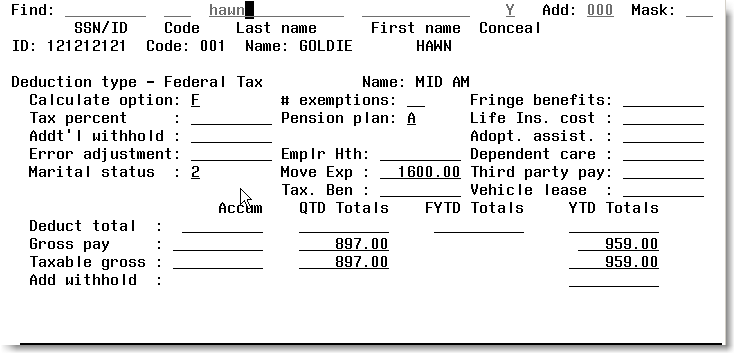 Find: hawn Y Add: 000 Mask:
SSN/ID Code Last name First name Conceal
ID: 121212121 Code: 001 Name: GOLDIE HAWN
Deduction type - Federal Tax Name: MID AM
Calculate option: F # exemptions: Fringe benefits:
Tax percent : Pension plan: A Life Ins. cost :
Addt'l withhold : Adopt. assist. :
Error adjustment: Emplr Hth: Dependent care :
Marital status : 2 Move Exp : 1600.00 Third party pay:
Tax. Ben : Vehicle lease :
Accum QTD Totals FYTD Totals YTD Totals
Deduct total :
Gross pay : 897.00 959.00
Taxable gross : 897.00 959.00
Add withhold :